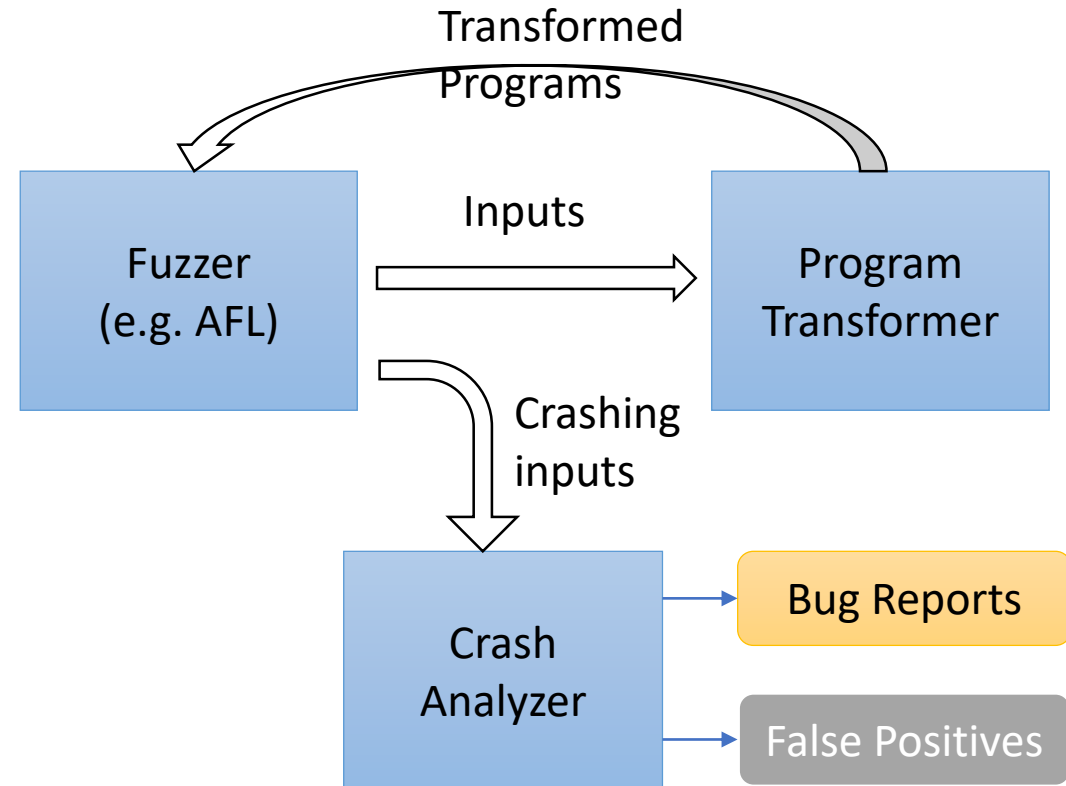 Transformed
Programs
Inputs
Fuzzer
(e.g. AFL)
Program
Transformer
Crashing
inputs
Crash
Analyzer
Bug Reports
False Positives